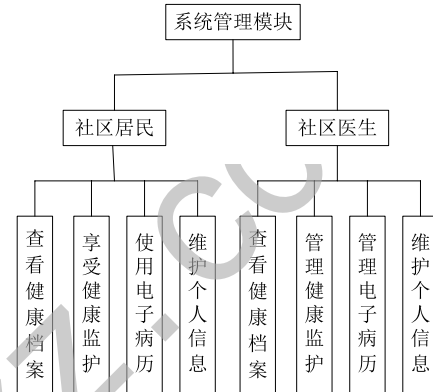 系统管理模块
社区居民
社区医生
查看健康档案
享受健康监护
使用电子病历
维护个人信息
查看健康档案
管理健康监护
管理电子病历
维护个人信息